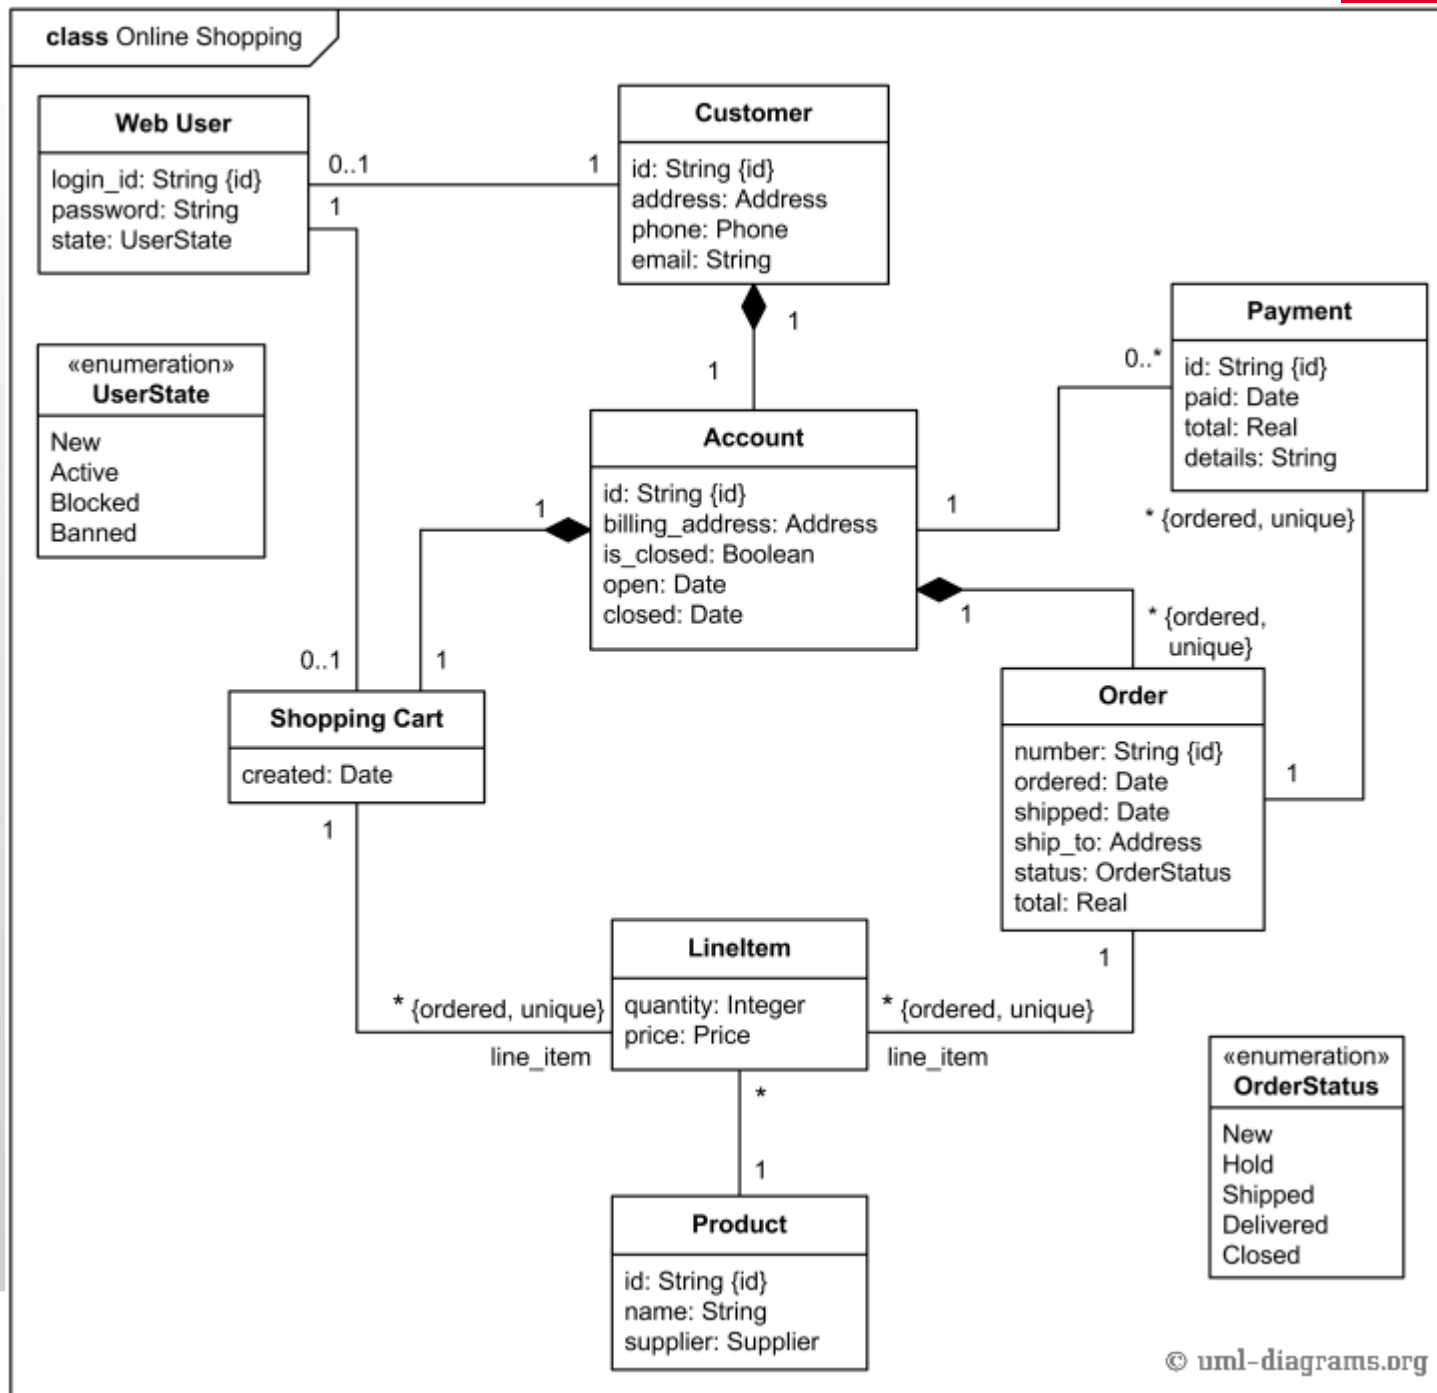 class Online Shopping
Web User
login_id: String {id}
password: String
state: UserState
0..1
1
1
Customer
id: String {id}
address: Address
phone: Phone
email: String
1
1
«enumeration»
UserState
New
Active
Blocked
Banned
Payment
id: String {id}
paid: Date
total: Real
details: String
0..*
1
* {ordered, unique}
Account
id: String {id}
billing_address: Address
is_closed: Boolean
open: Date
closed: Date
1
1
* {ordered,
unique}
0..1
1
Shopping Cart
created: Date
1
Order
number: String {id}
ordered: Date
shipped: Date
ship_to: Address
status: OrderStatus
total: Real
1
1
LineItem
quantity: Integer
price: Price
* {ordered, unique}
line_item
* {ordered, unique}
line_item
*
1
Product
id: String {id}
name: String
supplier: Supplier
«enumeration»
OrderStatus
New
Hold
Shipped
Delivered
Closed
© uml-diagrams.org